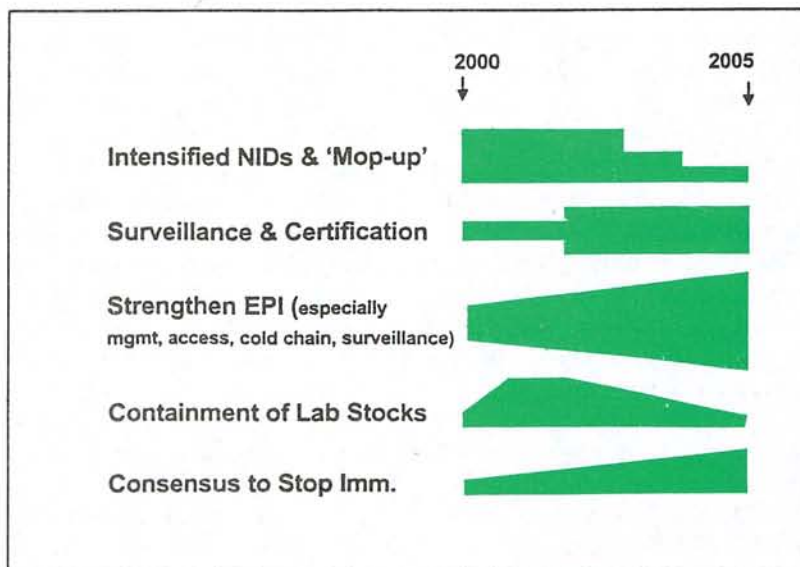 2000 2005
Intensified NIDs & ‘Mop-up’
Surveillance & Certification
Strengthen EPI (especially
mgmt, access, cold chain, surveillance)
Containment of Lab Stocks
Consensus to Stop Imm.